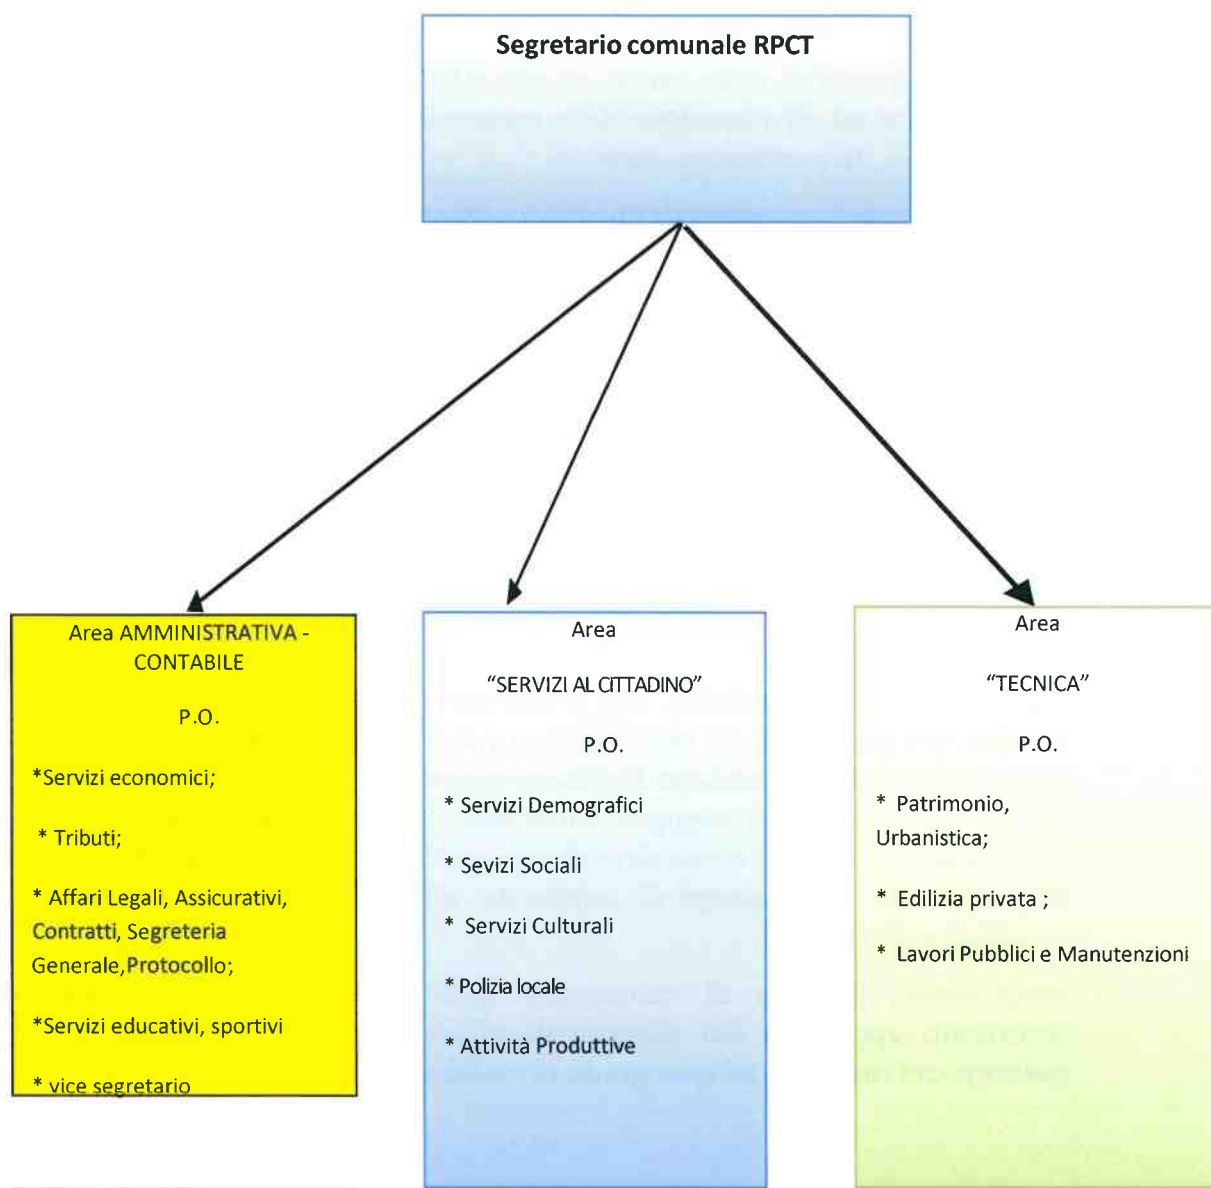 Segretario comunale RPCT
Area AMMINISTRATIVA -
CONTABILE
P.O.
*Servizi economici;
* Tributi;
* Affari Legali, Assicurativi,
Contratti, Segreteria
Generale,Protocollo;
*Servizi educativi, sportivi
* vice segretario
Area
“SERVIZI AL CITTADINO”
P.O.
* Servizi Demografici
* Sevizi Sociali
* Servizi Culturali
* Polizia locale
* Attività Produttive
Area
“TECNICA”
P.O.
* Patrimonio,
Urbanistica;
* Edilizia privata ;
* Lavori Pubblici e Manutenzioni